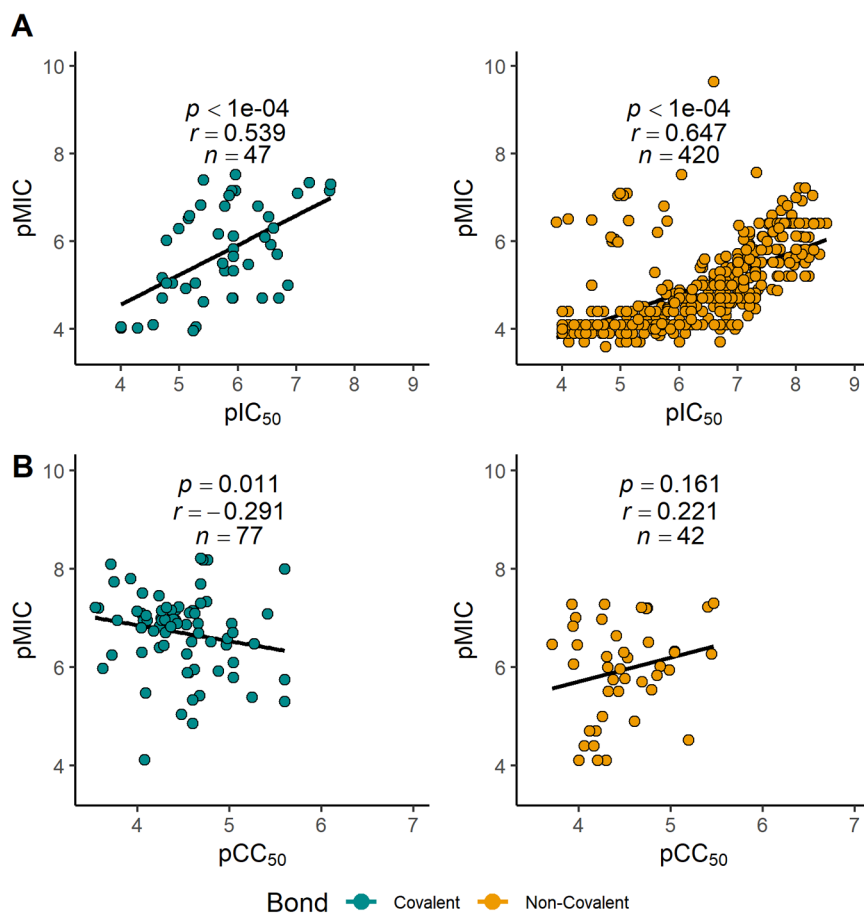 A
10
8
6
4
pMIC
p < 1e-04
r = 0.539
n = 47
4 5 6 7 8 9
pIC50
10
8
6
4
pMIC
p < 1e-04
r = 0.647
n = 420
4 5 6 7 8 9
pIC50
B
10
8
6
4
pMIC
p = 0.011
r = −0.291
n = 77
4 5 6 7
pCC50
10
8
6
4
pMIC
p = 0.161
r = 0.221
n = 42
4 5 6 7
pCC50
Bond Covalent Non-Covalent